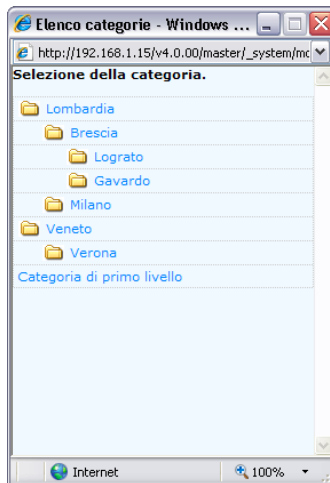 Elenco categorie - Windows ...
http://192.168.1.15/v4.0.00/master/_system/mc
Selezione della categoria.
Lombardia
Brescia
Lograto
Gavardo
Milano
Veneto
Verona
Categoria di primo livello
Internet
100%